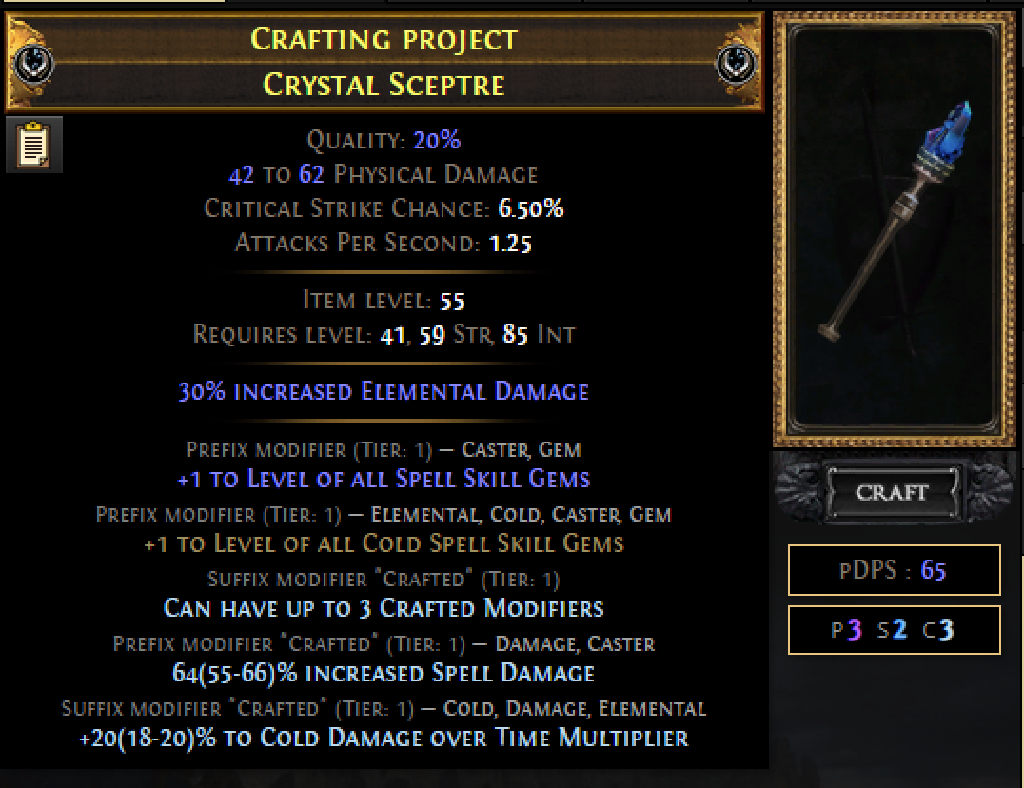 Crafting project
Crystal Sceptre
Quality: 20%
42 to 62 Physical Damage
Critical Strike Chance: 6.50%
Attacks Per Second: 1.25
Item level: 55
Requires level: 41, 59 Str, 85 Int
30% increased Elemental Damage
Prefix modifier (Tier: 1) — Caster, Gem
+1 to Level of all Spell Skill Gems
Prefix modifier (Tier: 1) — Elemental, Cold, Caster, Gem
+1 to Level of all Cold Spell Skill Gems
Suffix modifier "Crafted" (Tier: 1)
Can have up to 3 Crafted Modifiers
Prefix modifier "Crafted" (Tier: 1) — Damage, Caster
64(55-66)% increased Spell Damage
Suffix modifier "Crafted" (Tier: 1) — Cold, Damage, Elemental
+20(18-20)% to Cold Damage over Time Multiplier
CRAFT
pDPS : 65
P3 S2 C3